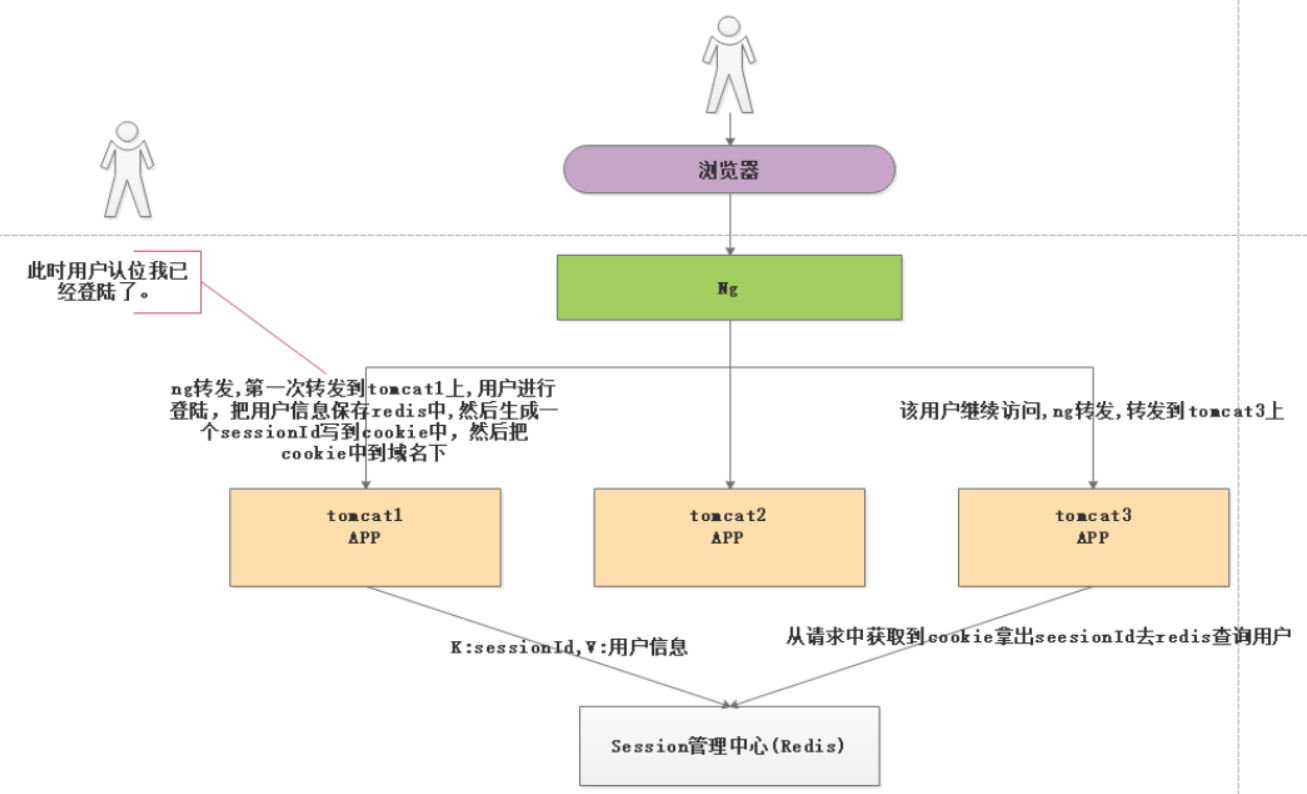 浏览器
此时用户认位我已
经登陆了。
Ng
ng转发,第一次转发到tomcat1上,用户进行
登陆，把用户信息保存redis中,然后生成一
个sessionId写到cookie中，然后把
cookie中到域名下
该用户继续访问,ng转发,转发到tomcat3上
tomcat1
APP
tomcat2
APP
tomcat3
APP
K:sessionId,V:用户信息
从请求中获取到cookie拿出seesionId去redis查询用户
Session管理中心(Redis)